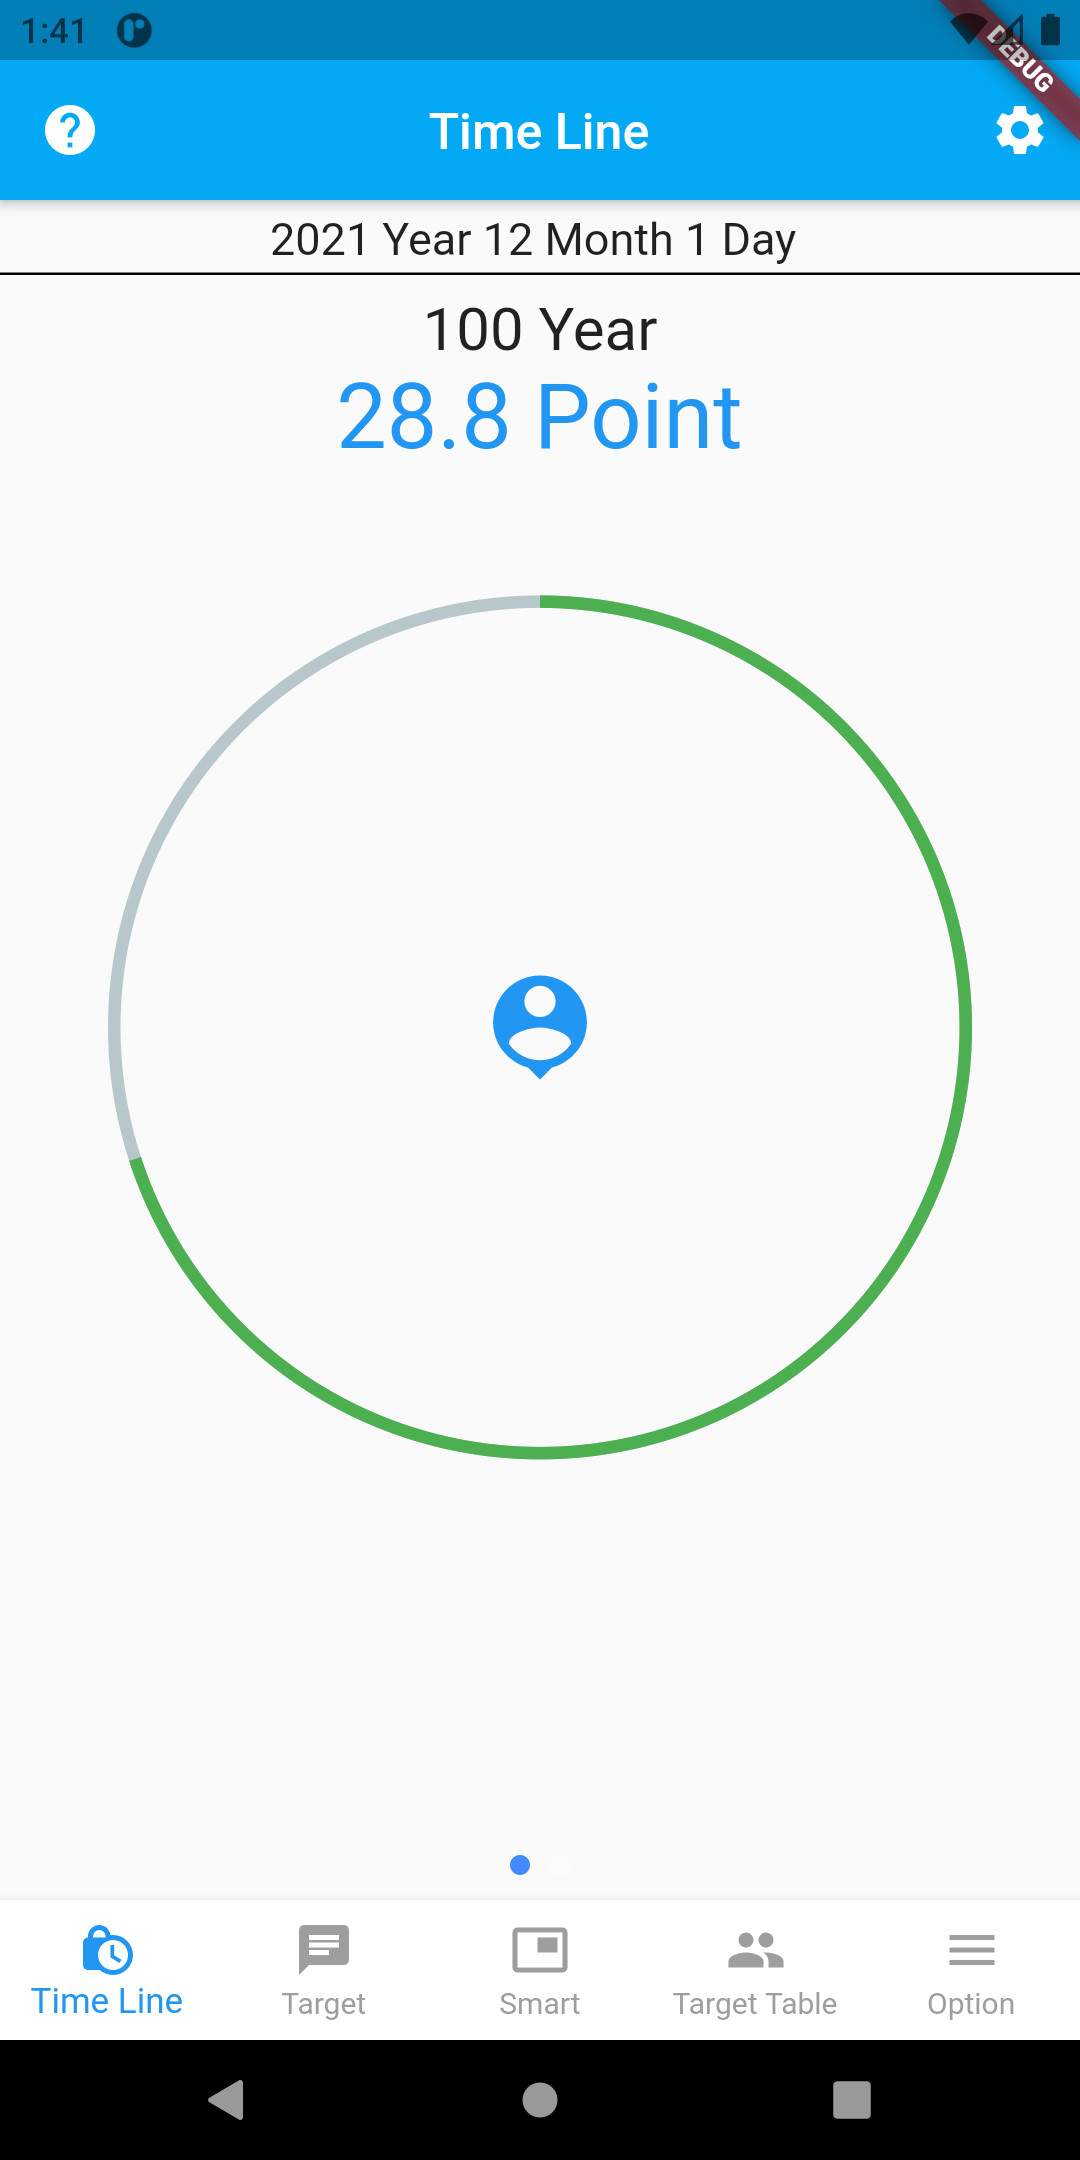 1:41
DEBUG
Time Line
2021 Year 12 Month 1 Day
100 Year
28.8 Point
Time Line
Target
Smart
Target Table
Option